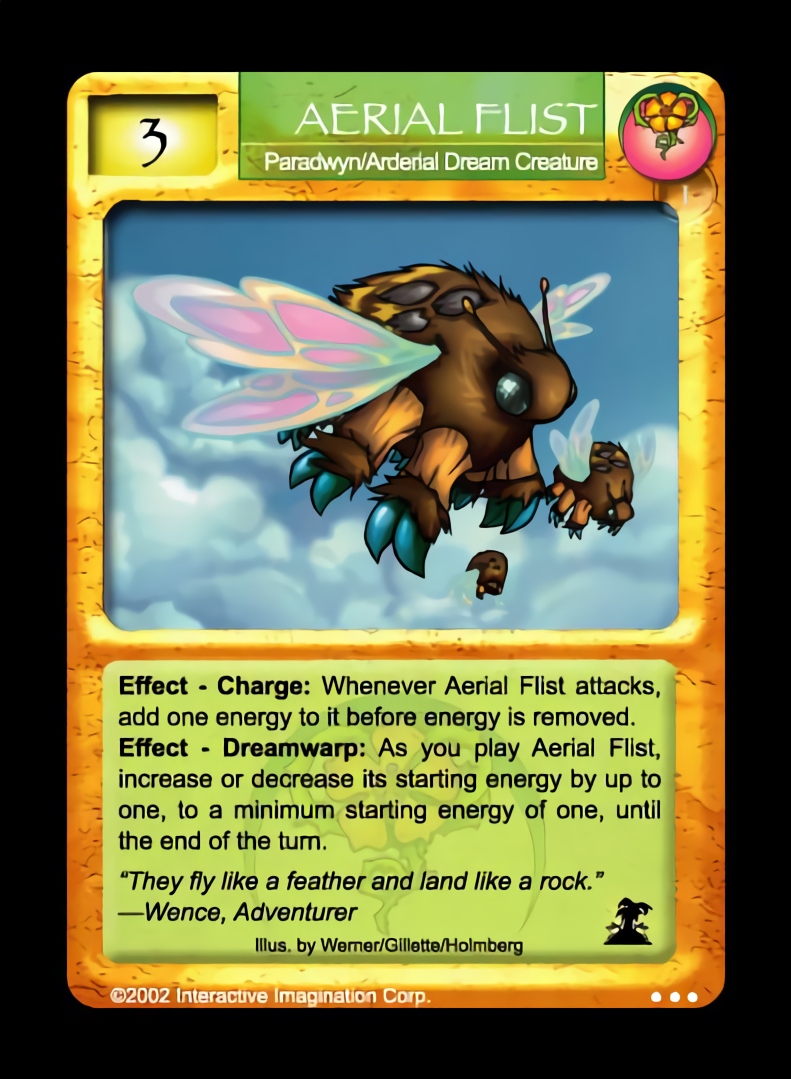 3
AERIAL FLIST
Paradwyn/Arderial Dream Creature
Effect - Charge: Whenever Aerial Flist attacks,
add one energy to it before energy is removed.
Effect - Dreamwarp: As you play Aerial Flist,
increase or decrease its starting energy by up to
one, to a minimum starting energy of one, until
the end of the turn.
“They fly like a feather and land like a rock.”
—Wence, Adventurer
Illus. by Werner/Gillette/Holmberg
©2002 Interactive Imagination Corp.